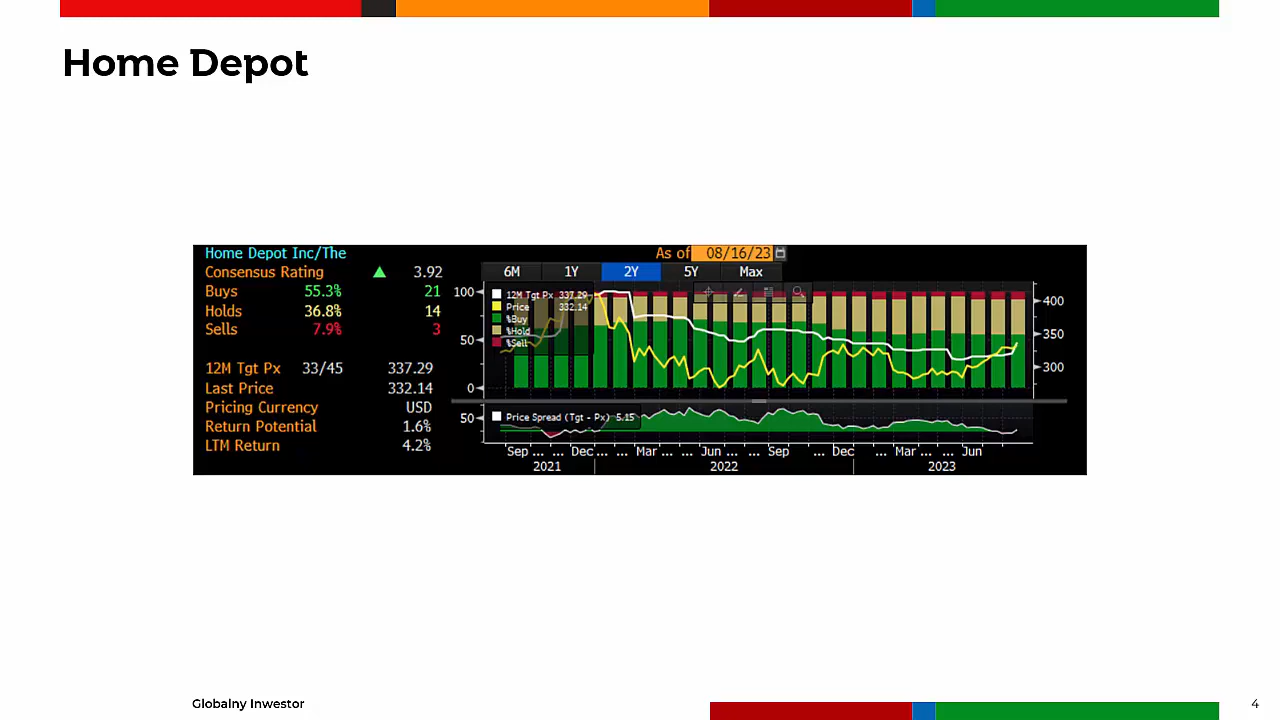 Home Depot
Home Depot Inc/The
As of 08/16/23
Consensus Rating 3.92
Buys 55.3% 21
Holds 36.8% 14
Sells 7.9% 3
12M Tgt Px 33/45 337.29
Last Price 332.14
Pricing Currency USD
Return Potential 1.6%
LTM Return 4.2%
6M 1Y 2Y 5Y Max
12M Tgt Px 337.29
Price 332.14
%Buy
%Hold
%Sell
100
50
0
400
350
300
50
Price Spread (Tgt - Px) 5.15
Sep ... ... Dec ... ... Mar ... ... Jun ... ... Sep ... Dec ... Mar ... ... Jun
2021 2022 2023
Globalny Inwestor
4